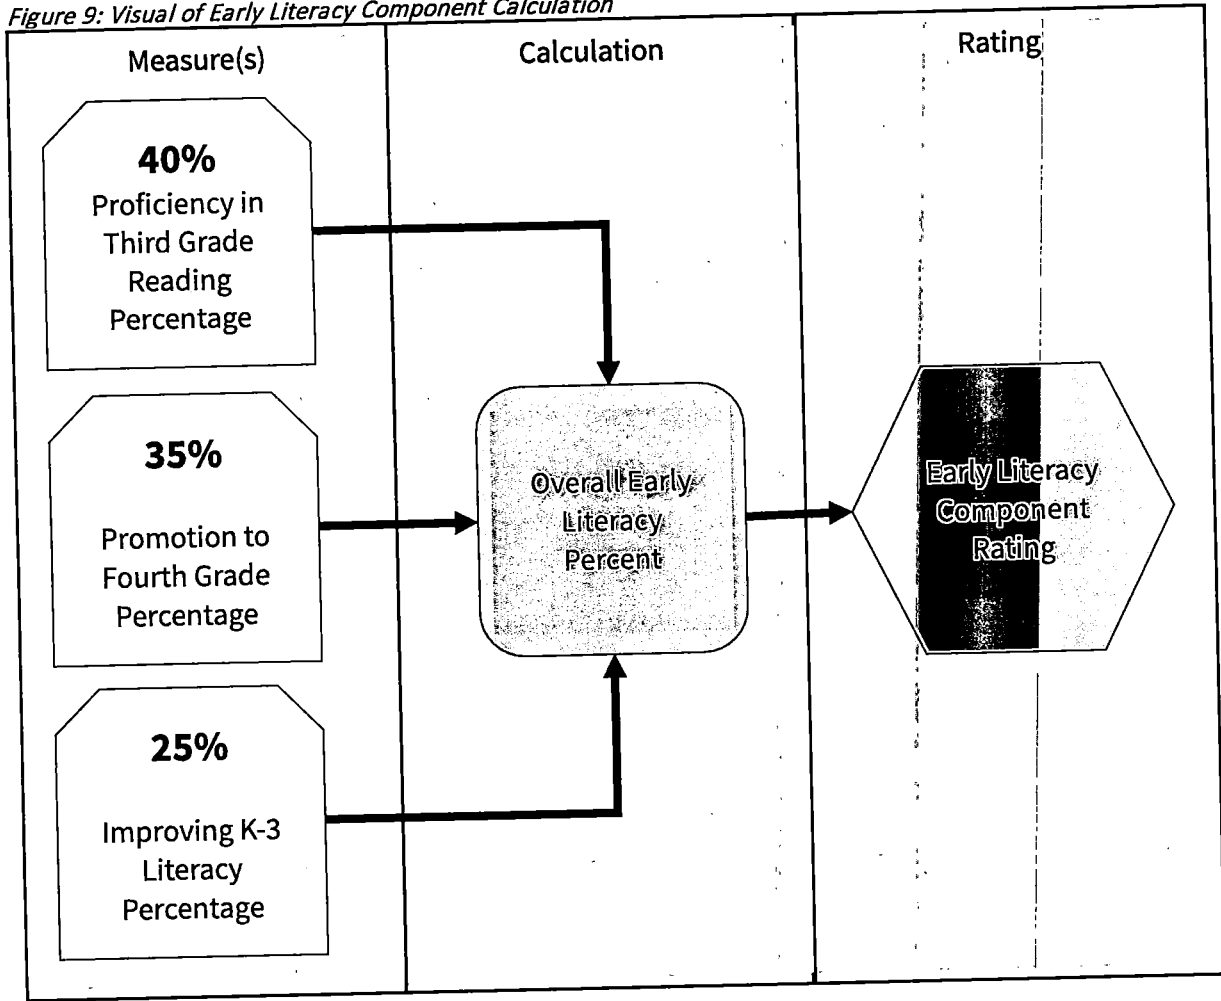 Figure 9: Visual of Early Literacy Component Calculation
Measure(s)
Calculation
Rating
40%
Proficiency in
Third Grade
Reading
Percentage
35%
Promotion to
Fourth Grade
Percentage
25%
Improving K-3
Literacy
Percentage
Overall Early
Literacy
Percent
Early Literacy
Component
Rating